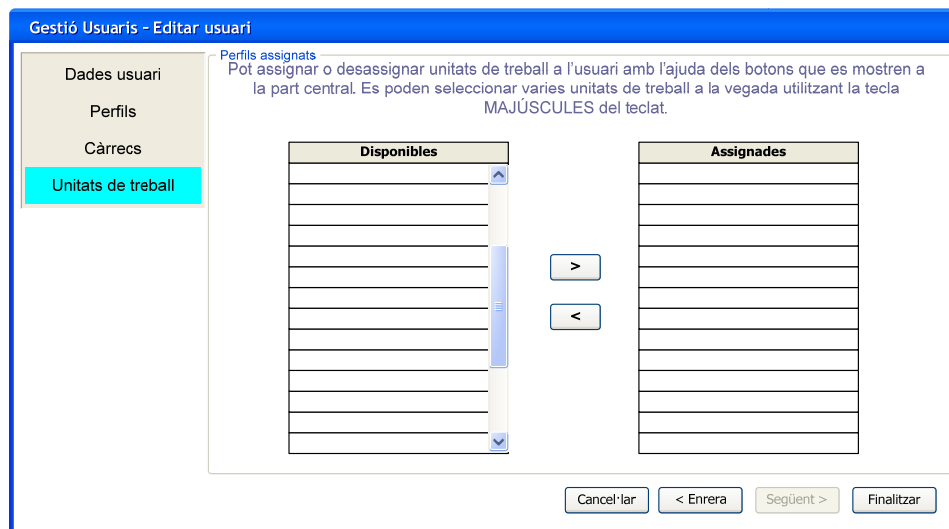 Gestió Usuaris - Editar usuari
Dades usuari
Perfils
Càrrecs
Unitats de treball
Perfils assignats
Pot assignar o desassignar unitats de treball a l'usuari amb l'ajuda dels botons que es mostren a
la part central. Es poden seleccionar varies unitats de treball a la vegada utilitzant la tecla
MAJÚSCULES del teclat.
Disponibles
Assignades
>
<
Cancel·lar
< Enrera
Següent >
Finalitzar